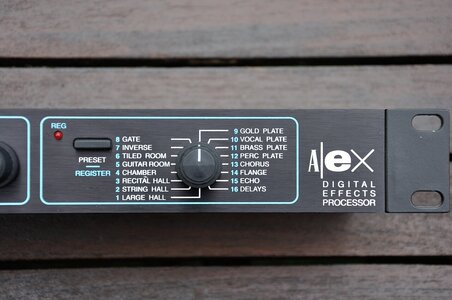 REG
PRESET
REGISTER
8 GATE
7 INVERSE
6 TILED ROOM
5 GUITAR ROOM
4 CHAMBER
3 RECITAL HALL
2 STRING HALL
1 LARGE HALL
9 GOLD PLATE
10 VOCAL PLATE
11 BRASS PLATE
12 PERC PLATE
13 CHORUS
14 FLANGE
15 ECHO
16 DELAYS
Alex
DIGITAL
EFFECTS
PROCESSOR